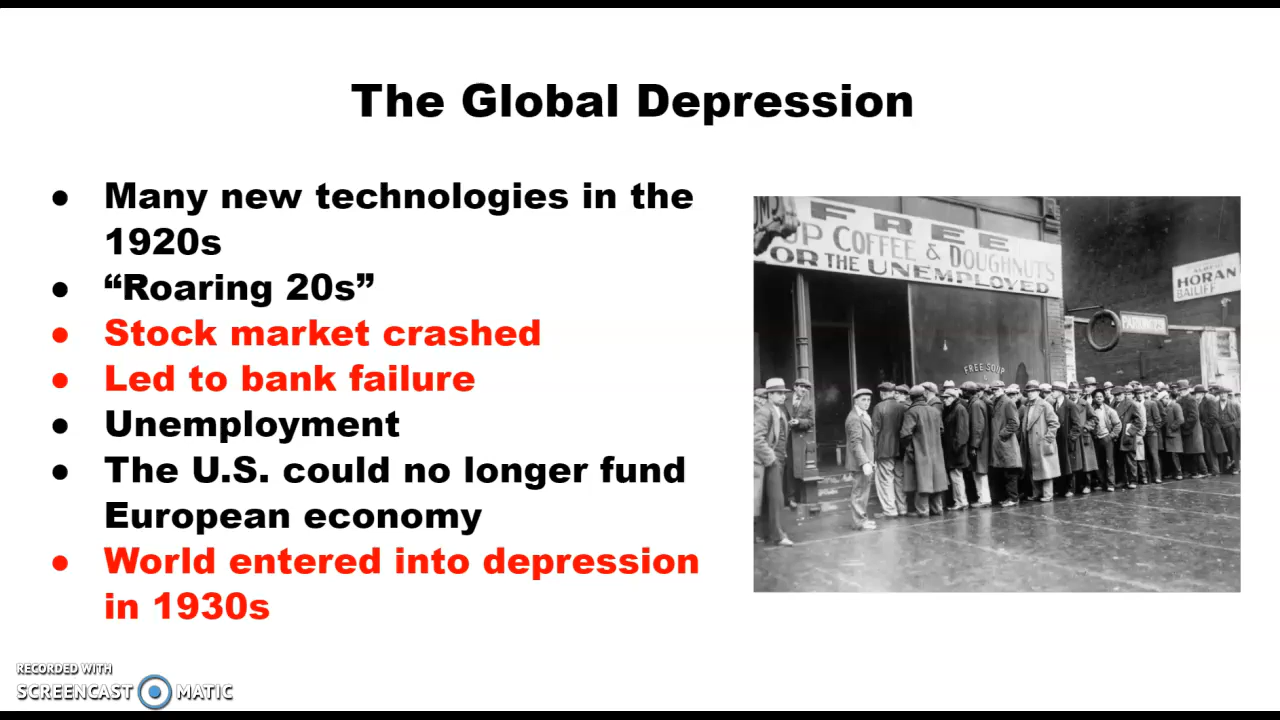 The Global Depression
● Many new technologies in the
1920s
● “Roaring 20s”
● Stock market crashed
● Led to bank failure
● Unemployment
● The U.S. could no longer fund
European economy
● World entered into depression
in 1930s
FREE
UP COFFEE & DOUGHNUTS
OR THE UNEMPLOYED
FREE SOUP
HORAN
BAILIFF
RECORDED WITH
SCREENCAST MATIC